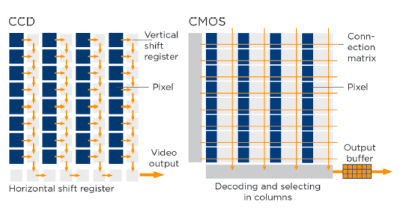 CCD
Vertical
shift
register
Pixel
Video
output
Horizontal shift register
CMOS
Conn-
ection
matrix
Pixel
Output
buffer
Decoding and selecting
in columns